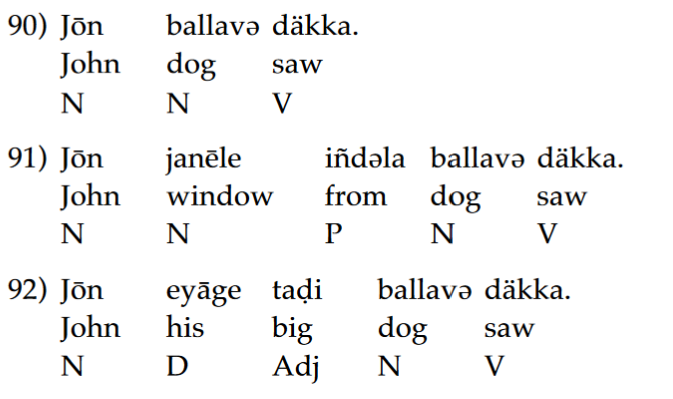 90) Jōn ballavə däkka.
John dog saw
N N V
91) Jōn janēle iñdəla ballavə däkka.
John window from dog saw
N N P N V
92) Jōn eyāge taḍi ballavə däkka.
John his big dog saw
N D Adj N V